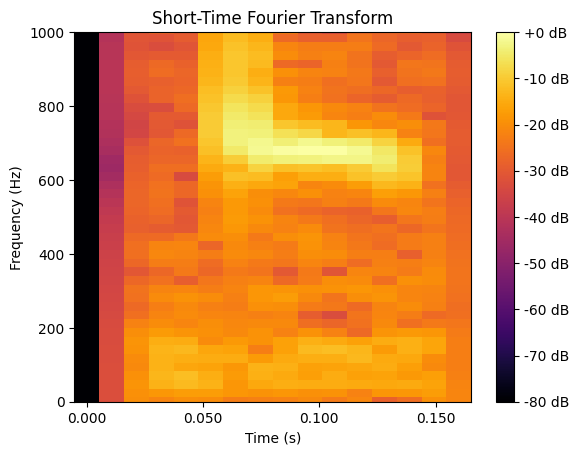 Short-Time Fourier Transform
1000
800
600
400
200
0
Frequency (Hz)
0.000
0.050
0.100
0.150
Time (s)
+0 dB
-10 dB
-20 dB
-30 dB
-40 dB
-50 dB
-60 dB
-70 dB
-80 dB